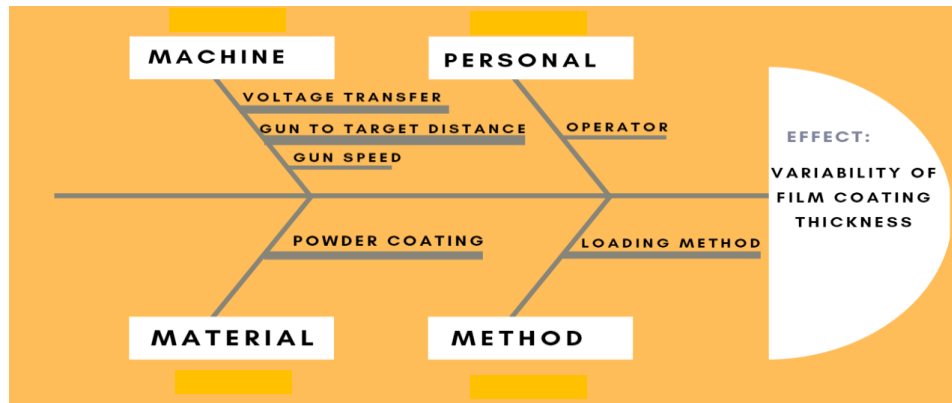 MACHINE
PERSONAL
VOLTAGE TRANSFER
GUN TO TARGET DISTANCE
GUN SPEED
OPERATOR
EFFECT:
VARIABILITY OF
FILM COATING
THICKNESS
POWDER COATING
LOADING METHOD
MATERIAL
METHOD